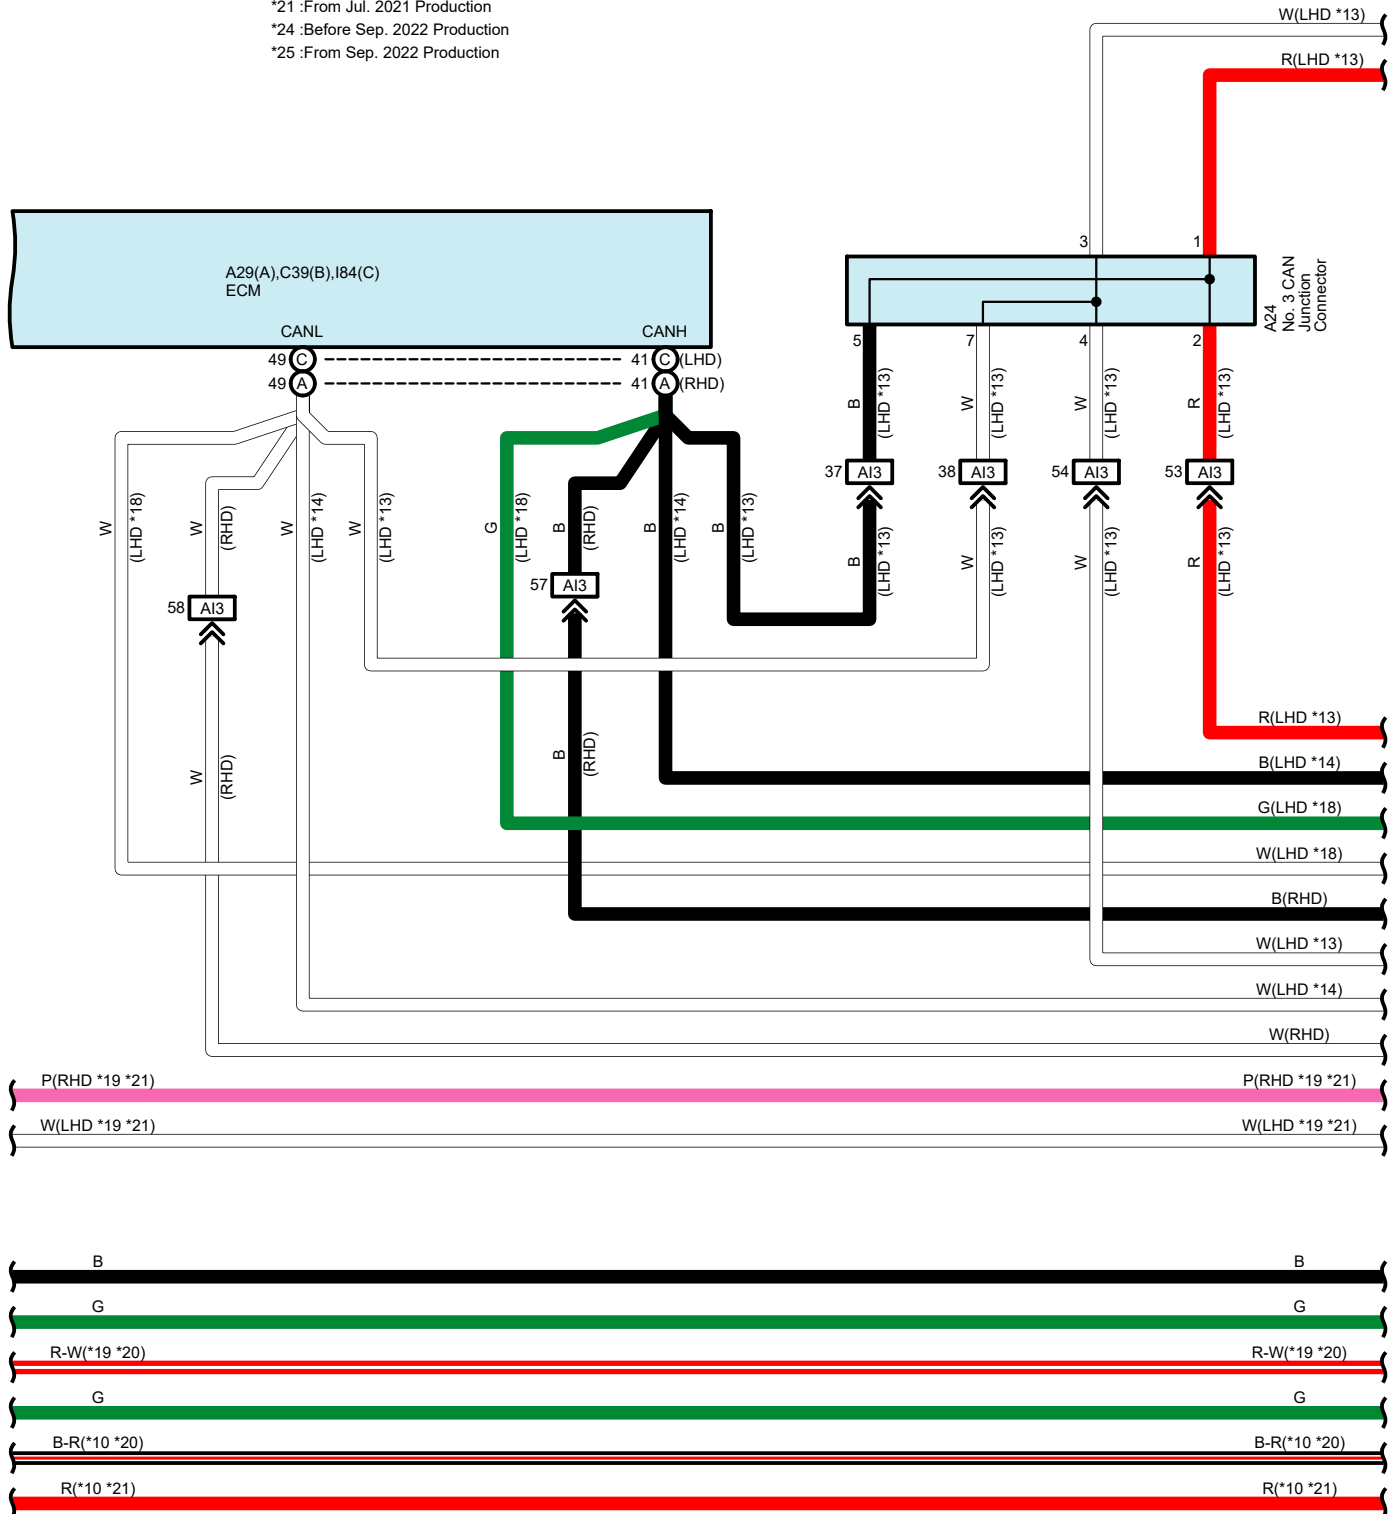 *21 :From Jul. 2021 Production
*24 :Before Sep. 2022 Production
*25 :From Sep. 2022 Production
W(LHD *13)
R(LHD *13)
A29(A),C39(B),I84(C)
ECM
CANL
CANH
49 C
41 C (LHD)
49 A
41 A (RHD)
3
1
5
7
4
2
A24
No. 3 CAN
Junction
Connector
B
(LHD *13)
W
(LHD *13)
W
(LHD *13)
R
(LHD *13)
37 AI3
38 AI3
54 AI3
53 AI3
W
(LHD *18)
W
(RHD)
W
(LHD *14)
W
(LHD *13)
G
(LHD *18)
B
(RHD)
B
(LHD *14)
B
(LHD *13)
B
(LHD *13)
W
(LHD *13)
W
(LHD *13)
R
(LHD *13)
57 AI3
58 AI3
W
(RHD)
B
(RHD)
R(LHD *13)
B(LHD *14)
G(LHD *18)
W(LHD *18)
B(RHD)
W(LHD *13)
W(LHD *14)
W(RHD)
P(RHD *19 *21)
P(RHD *19 *21)
W(LHD *19 *21)
W(LHD *19 *21)
B
B
G
G
R-W(*19 *20)
R-W(*19 *20)
G
G
B-R(*10 *20)
B-R(*10 *20)
R(*10 *21)
R(*10 *21)